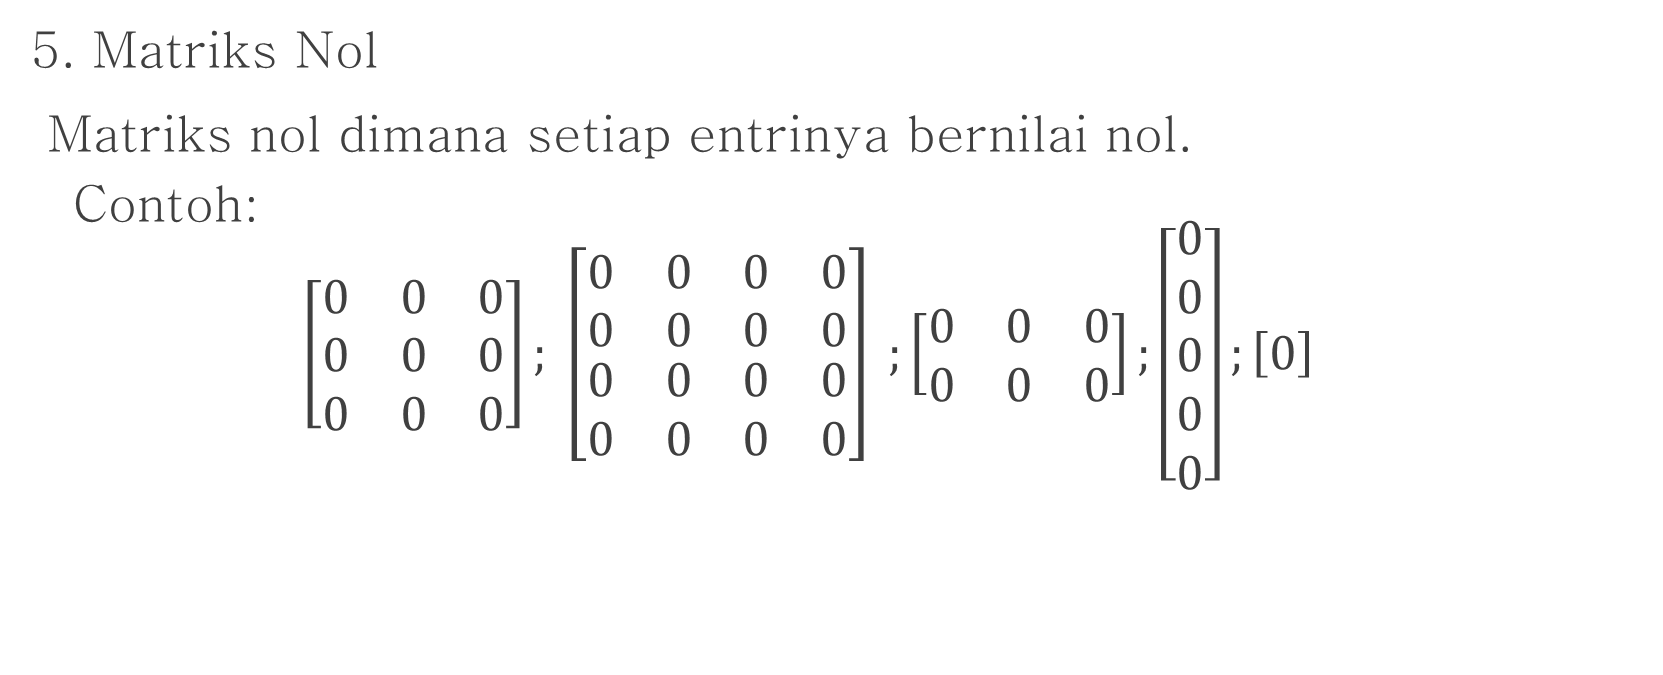 5. Matriks Nol
Matriks nol dimana setiap entrinya bernilai nol.
Contoh:
[0 0 0; 0 0 0; 0 0 0] ; [0 0 0 0; 0 0 0 0; 0 0 0 0; 0 0 0 0] ; [0 0 0; 0 0 0] ; [0; 0; 0; 0; 0] ; [0]